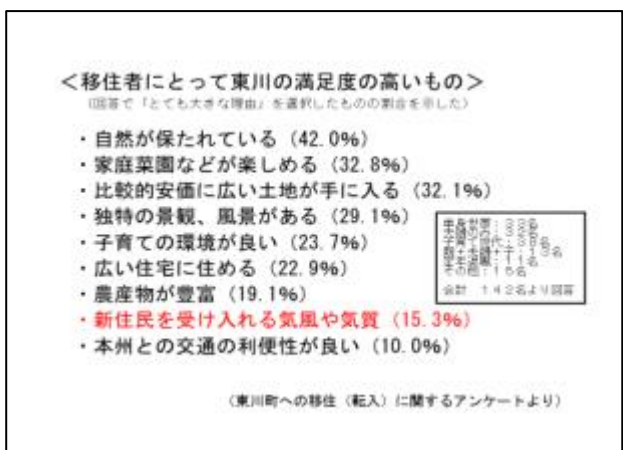 ＜移住者にとって東川の満足度の高いもの＞
（回答で『とても大きな理由』を選択したものの割合を示した）
・自然が保たれている（42.0%）
・家庭菜園などが楽しめる（32.8%）
・比較的安価に広い土地が手に入る（32.1%）
・独特の景観、風景がある（29.1%）
・子育ての環境が良い（23.7%）
・広い住宅に住める（22.9%）
・農産物が豊富（19.1%）
・新住民を受け入れる気風や気質（15.3%）
・本州との交通の利便性が良い（10.0%）
その他：15名
合計　142名より回答
（東川町への移住（転入）に関するアンケートより）